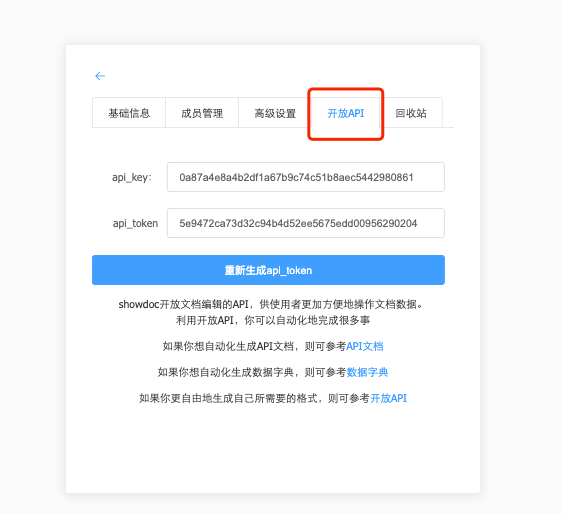 ←
基础信息 成员管理 高级设置 开放API 回收站
api_key: 0a87a4e8a4b2df1a67b9c74c51b8aec5442980861
api_token 5e9472ca73d32c94b4d52ee5675edd00956290204
重新生成api_token
showdoc开放文档编辑的API，供使用者更加方便地操作文档数据。
利用开放API，你可以自动化地完成很多事
如果你想自动化生成API文档，则可参考API文档
如果你想自动化生成数据字典，则可参考数据字典
如果你更自由地生成自己所需要的格式，则可参考开放API